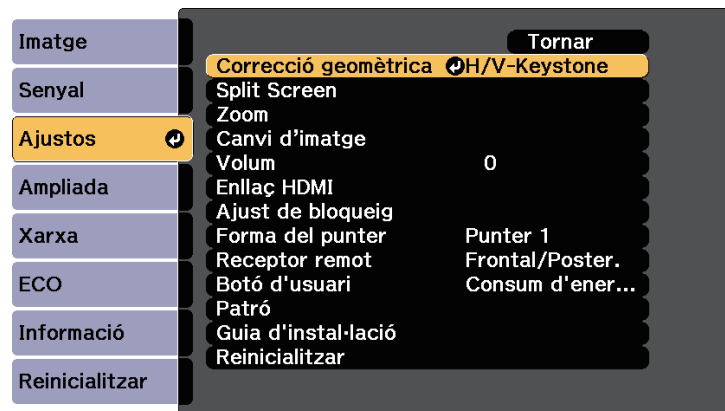 Imatge
Senyal
Ajustos
Ampliada
Xarxa
ECO
Informació
Reinicialitzar
Tornar
Correcció geomètrica H/V-Keystone
Split Screen
Zoom
Canvi d’imatge
Volum 0
Enllaç HDMI
Ajust de bloqueig
Forma del punter Punter 1
Receptor remot Frontal/Poster.
Botó d'usuari Consum d'ener...
Patró
Guia d'instal·lació
Reinicialitzar